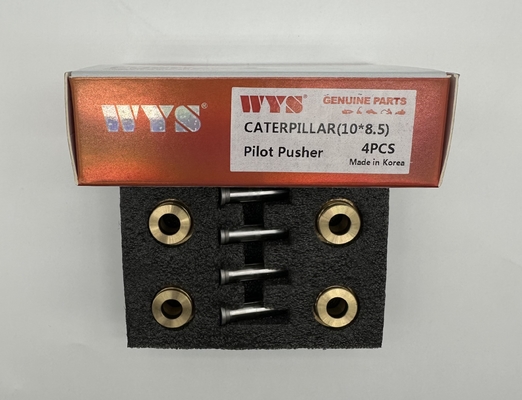 WYS®
WYS® GENUINE PARTS
CATERPILLAR(10*8.5)
Pilot Pusher 4PCS
Made in Korea